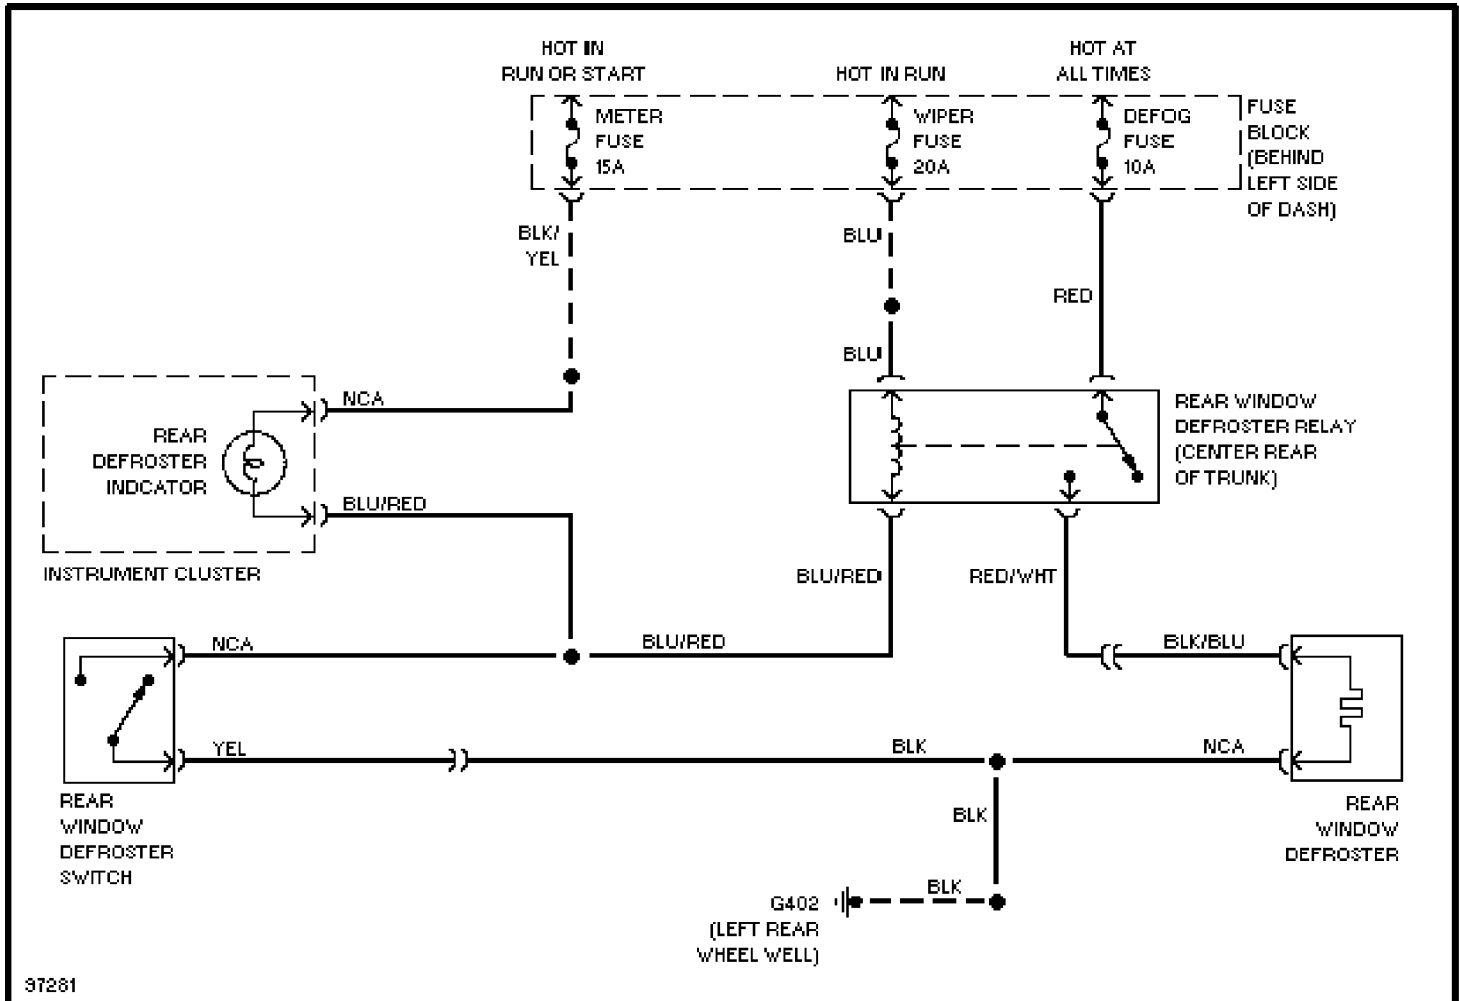 HOT IN
RUN OR START
HOT IN RUN
HOT AT
ALL TIMES
METER
FUSE
15A
WIPER
FUSE
20A
DEFOG
FUSE
10A
FUSE
BLOCK
(BEHIND
LEFT SIDE
OF DASH)
BLK/
YEL
BLU
RED
BLU
NCA
REAR
DEFROSTER
INDCATOR
BLU/RED
INSTRUMENT CLUSTER
REAR WINDOW
DEFROSTER RELAY
(CENTER REAR
OF TRUNK)
BLU/RED
RED/WHT
NCA
BLU/RED
BLK/BLU
YEL
BLK
NCA
REAR
WINDOW
DEFROSTER
SWITCH
BLK
REAR
WINDOW
DEFROSTER
BLK
G402
(LEFT REAR
WHEEL WELL)
97281